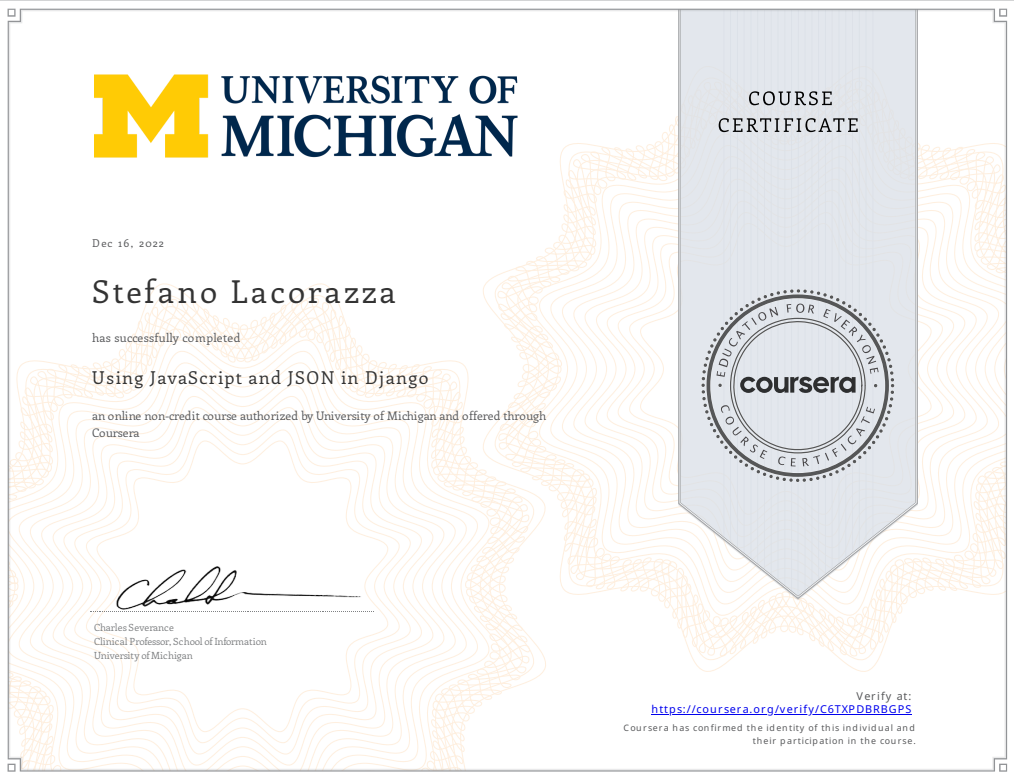 UNIVERSITY OF
MICHIGAN
COURSE
CERTIFICATE
Dec 16, 2022
Stefano Lacorazza
has successfully completed
Using JavaScript and JSON in Django
an online non-credit course authorized by University of Michigan and offered through
Coursera
EDUCATION FOR EVERYONE
coursera
COURSE CERTIFICATE
Charles Severance
Clinical Professor, School of Information
University of Michigan
Verify at:
https://coursera.org/verify/C6TXPDBRBGPS
Coursera has confirmed the identity of this individual and
their participation in the course.